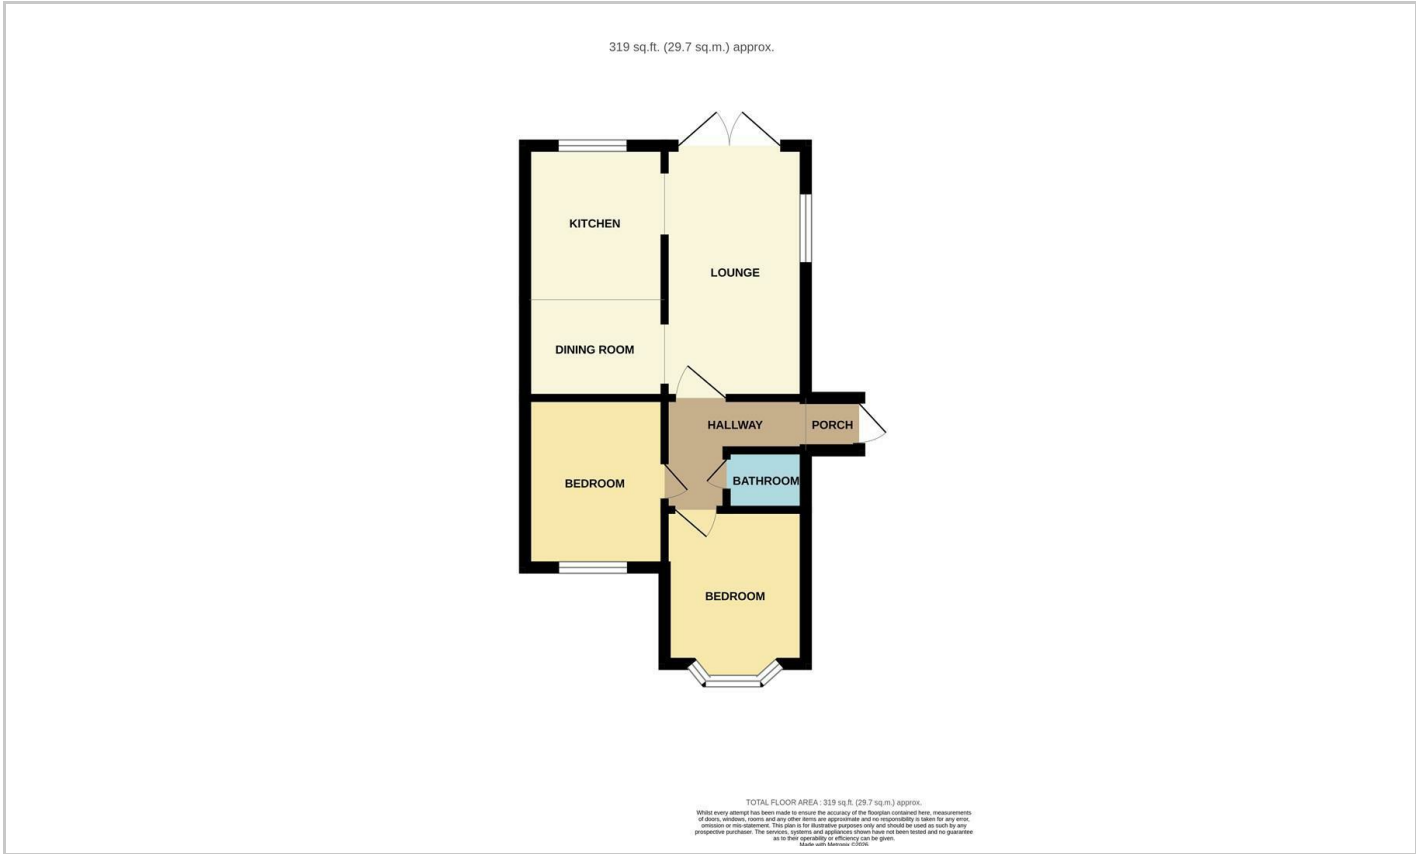 319 sq.ft. (29.7 sq.m.) approx.
KITCHEN
LOUNGE
DINING ROOM
HALLWAY
PORCH
BEDROOM
BATHROOM
BEDROOM
TOTAL FLOOR AREA : 319 sq.ft. (29.7 sq.m.) approx.
Whilst every attempt has been made to ensure the accuracy of the floorplan contained here, measurements
of doors, windows, rooms and any other items are approximate and no responsibility is taken for any error,
omission or mis-statement. This plan is for illustrative purposes only and should be used as such by any
prospective purchaser. The services, systems and appliances shown have not been tested and no guarantee
as to their operability or efficiency can be given.
Made with Metropix ©2026